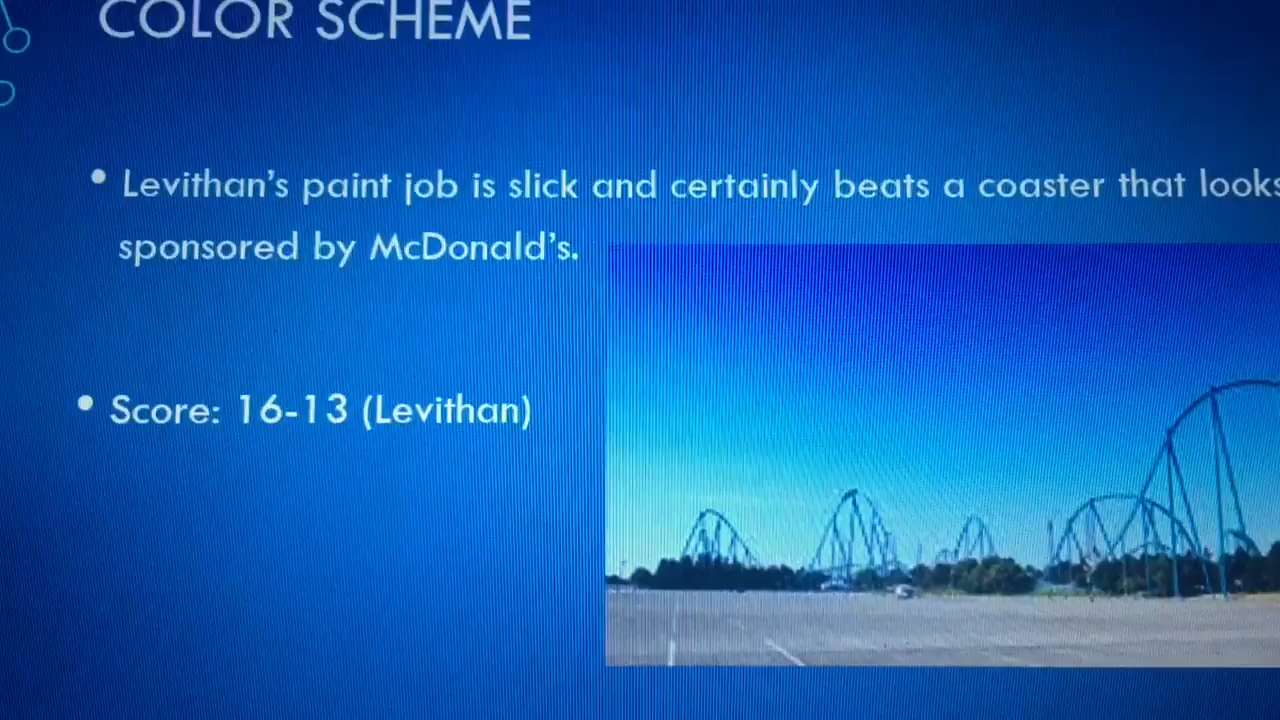 COLOR SCHEME
• Levithan's paint job is slick and certainly beats a coaster that looks
sponsored by McDonald's.
• Score: 16-13 (Levithan)